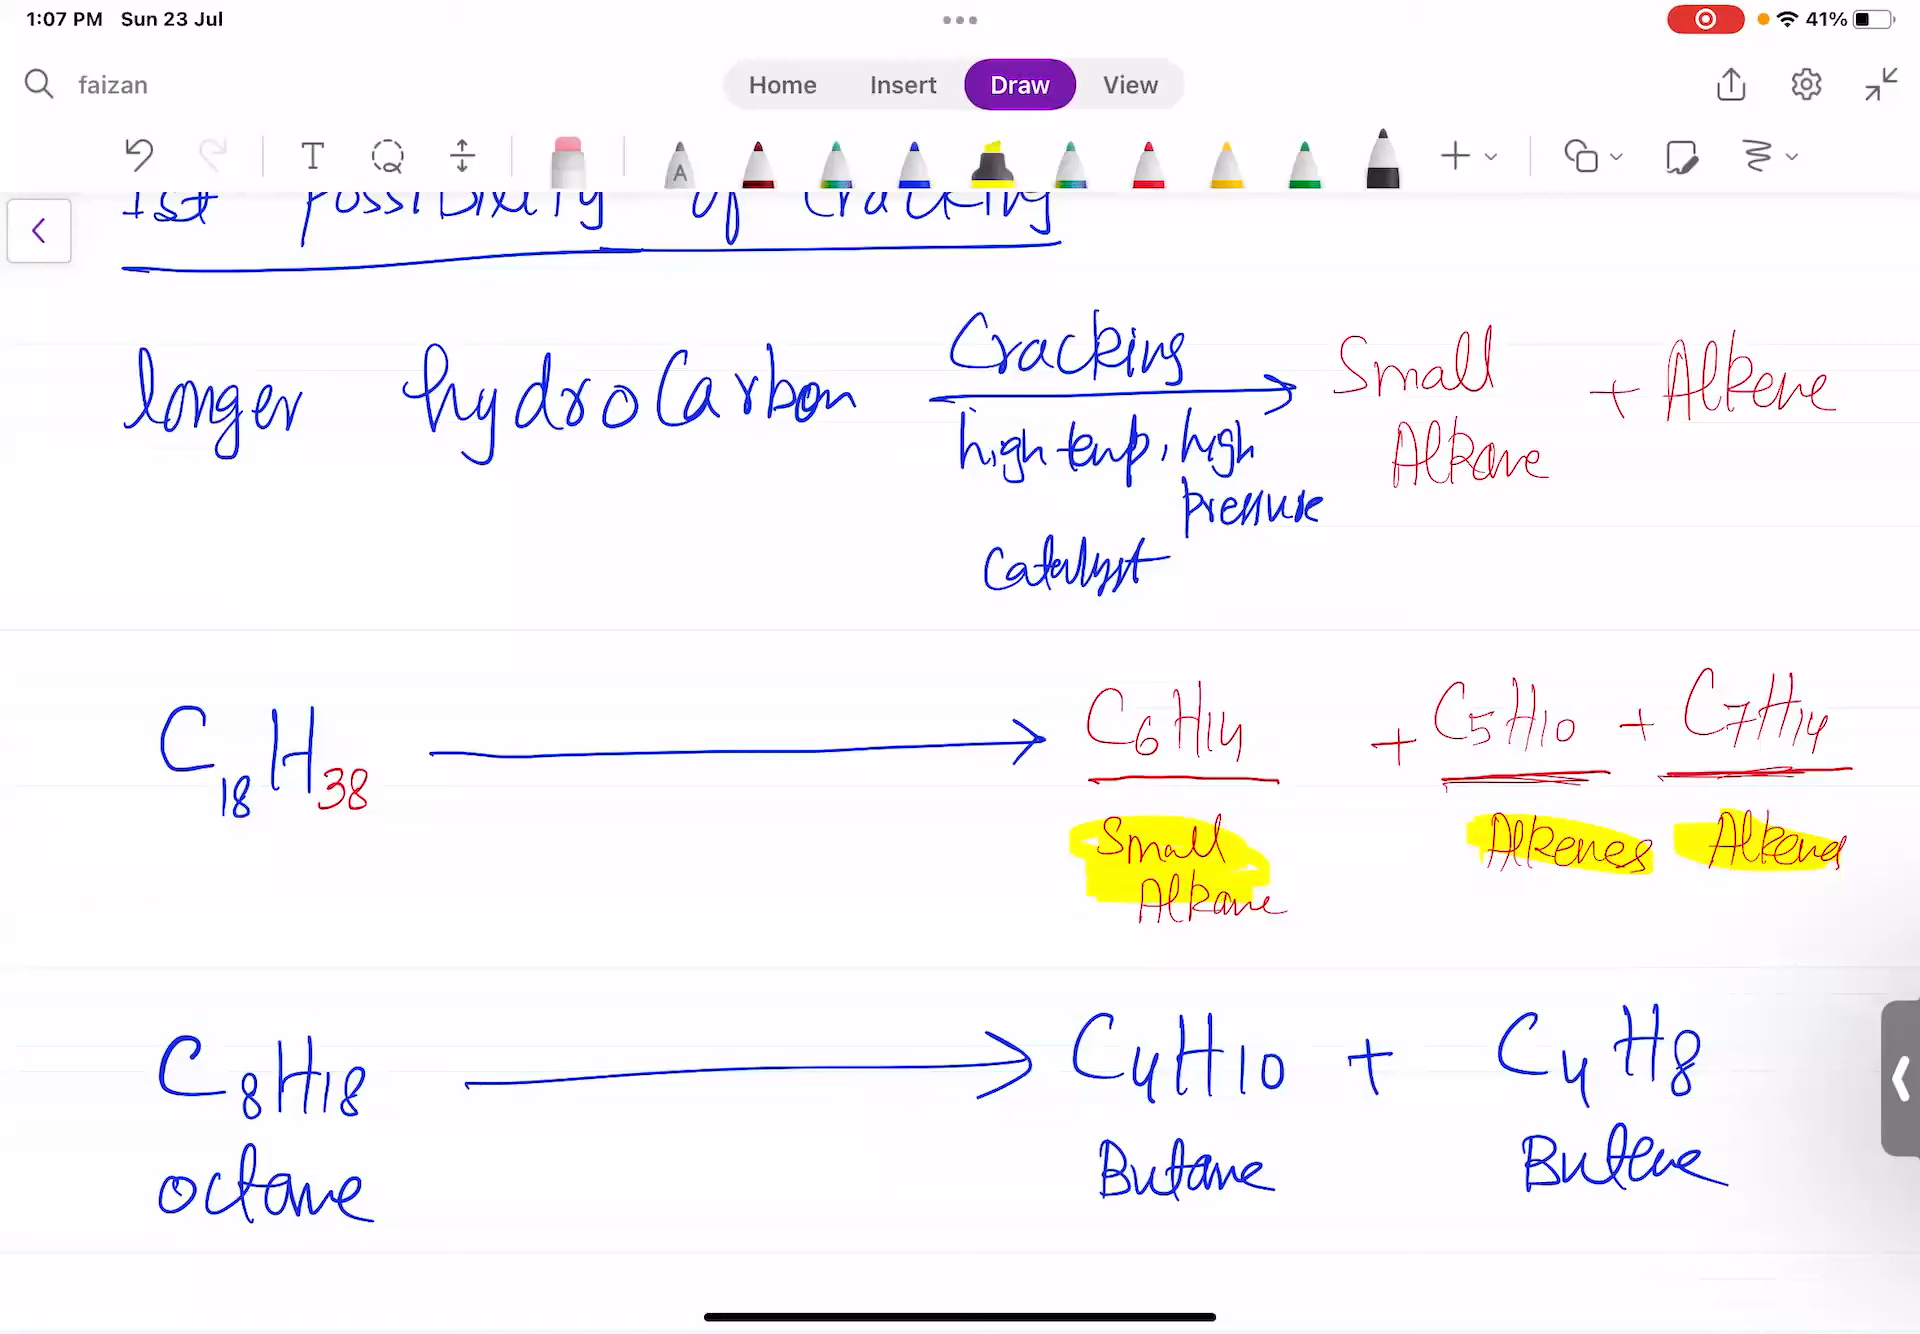 1:07 PM Sun 23 Jul 41%
faizan Home Insert Draw View
T A
1st possibility of Cracking
longer hydroCarbon Cracking Small Alkane + Alkene
high temp, high pressure
Catalyst
C18H38 → C6H14 + C5H10 + C7H14
Small Alkane Alkenes Alkene
C8H18 → C4H10 + C4H8
octane Butane Butene